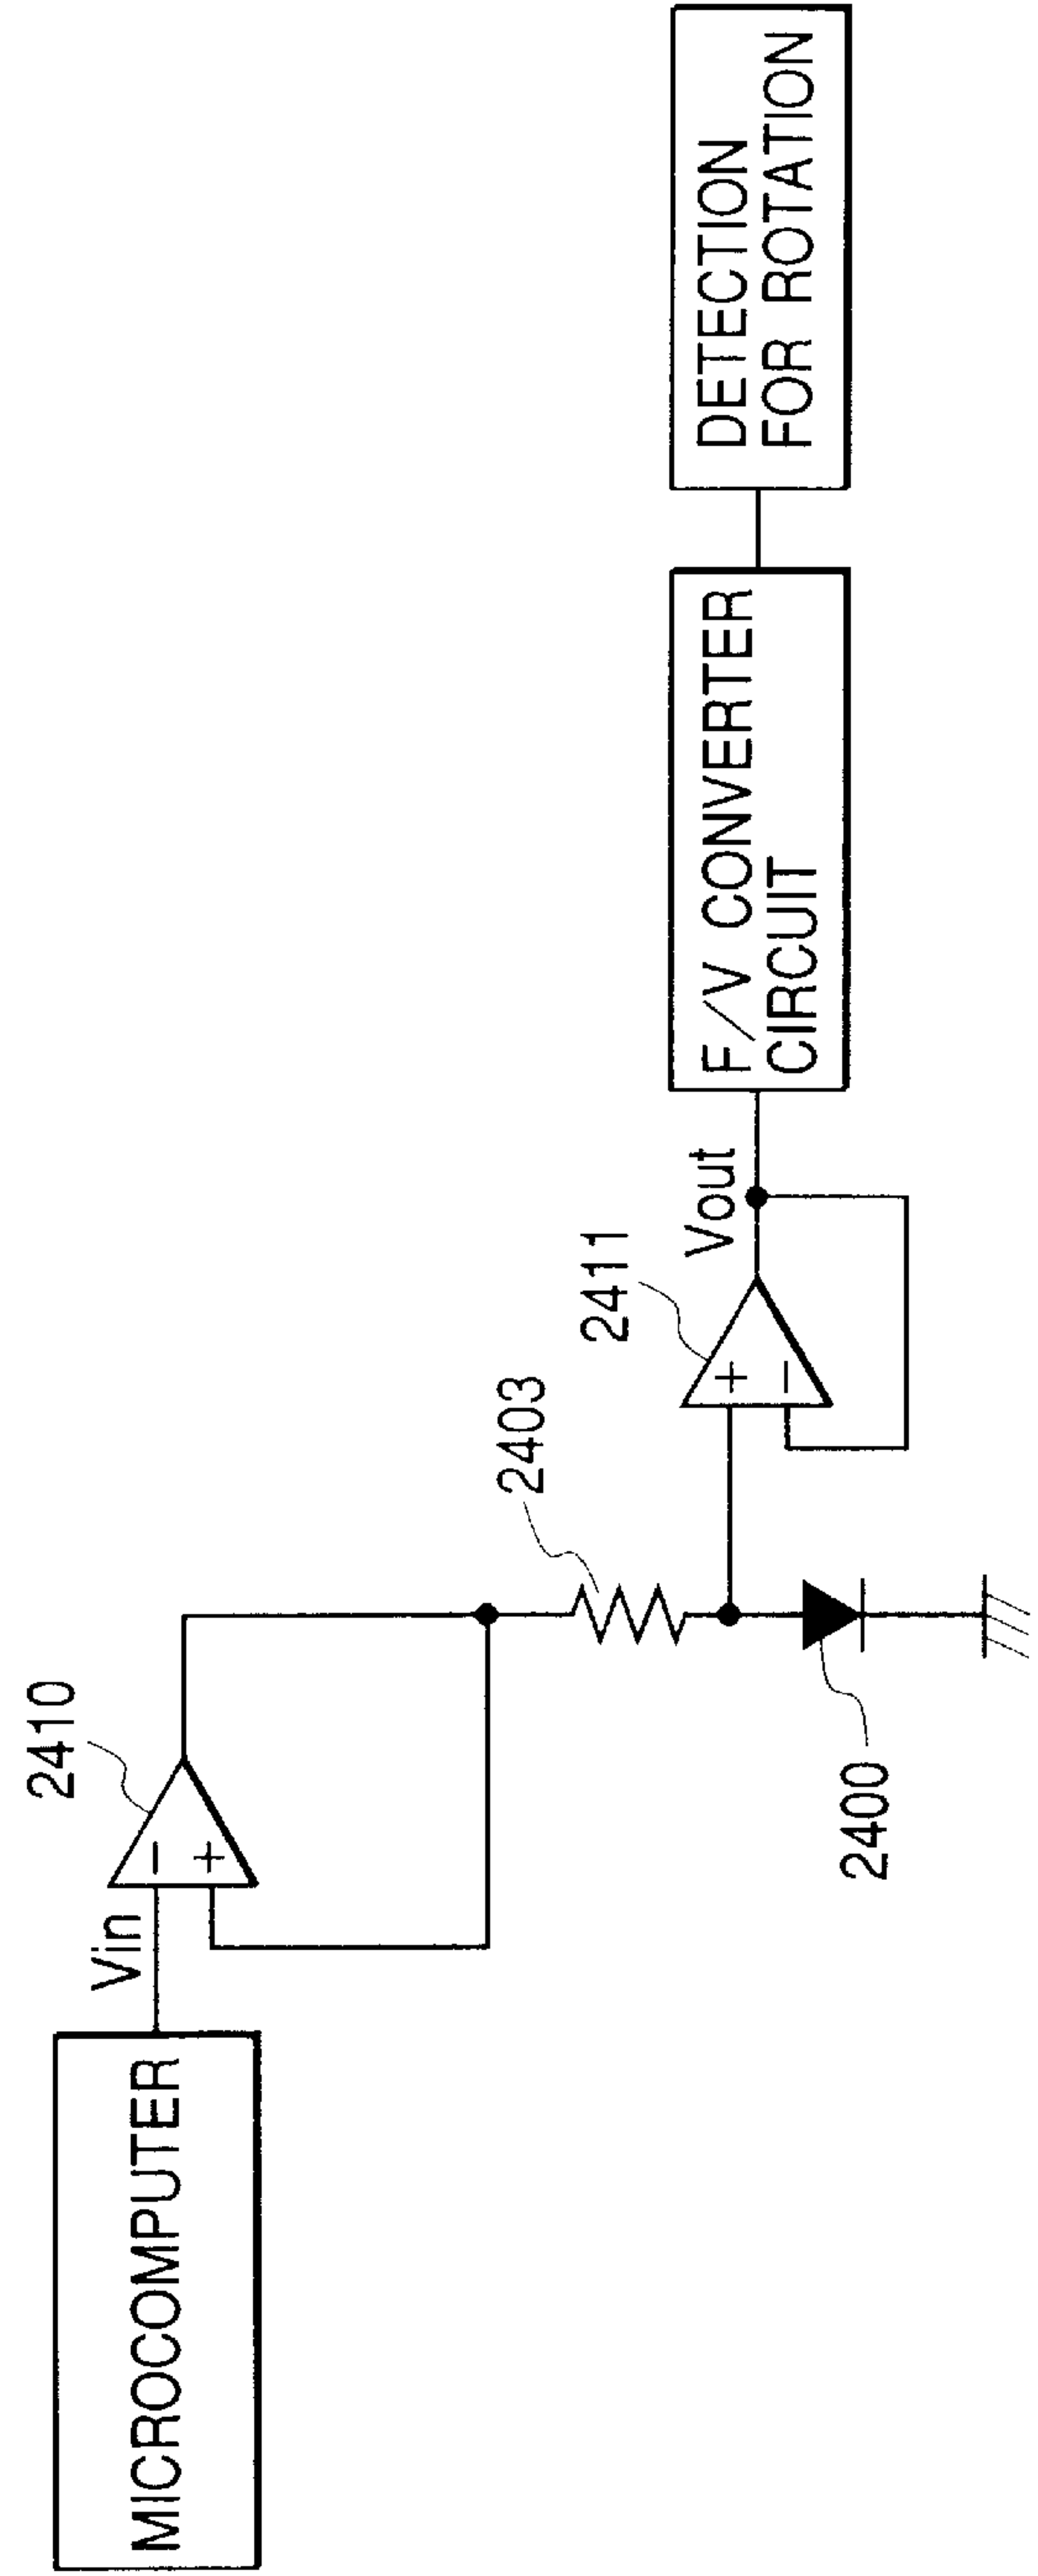 MICROCOMPUTER
Vin
−
+
2410
2403
2400
+
−
2411
Vout
F/V CONVERTER
CIRCUIT
DETECTION
FOR ROTATION